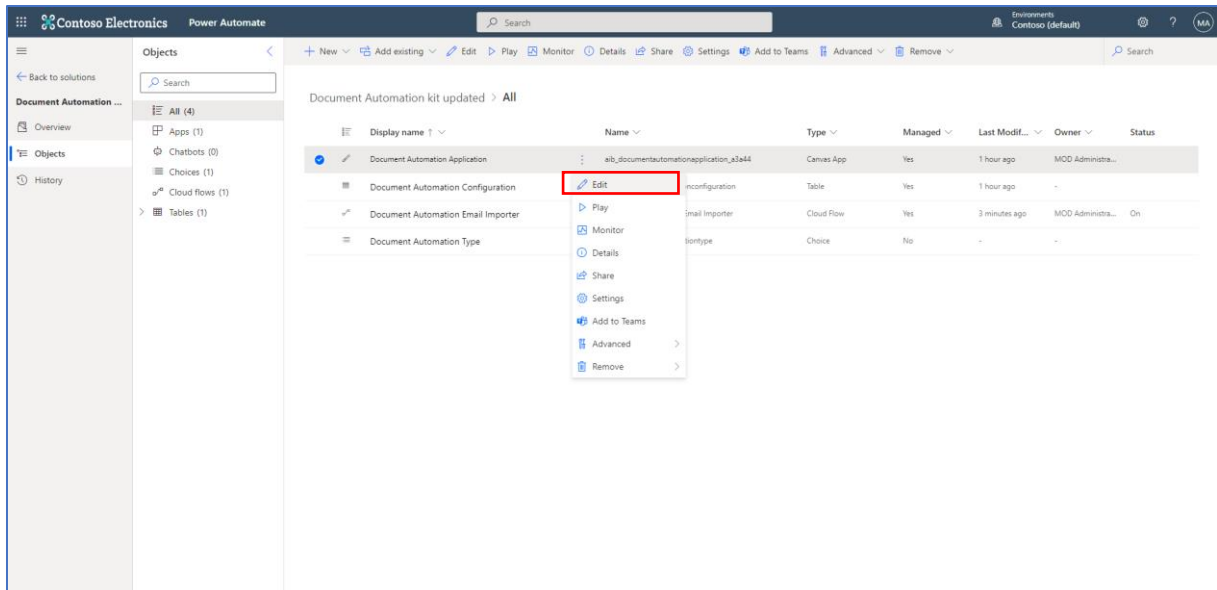 Contoso Electronics Power Automate Search Environments Contoso (default) ? MA
Objects + New Add existing Edit Play Monitor Details Share Settings Add to Teams Advanced Remove Search
Back to solutions
Search
Document Automation ...
Overview
Objects
History
All (4)
Apps (1)
Chatbots (0)
Choices (1)
Cloud flows (1)
Tables (1)
Document Automation kit updated > All
Display name ↑ Name Type Managed Last Modif... Owner Status
Document Automation Application aib_documentautomationapplication_a3a44 Canvas App Yes 1 hour ago MOD Administra...
Document Automation Configuration nconfiguration Table Yes 1 hour ago -
Document Automation Email Importer mail Importer Cloud Flow Yes 3 minutes ago MOD Administra... On
Document Automation Type tiontype Choice No - -
Edit
Play
Monitor
Details
Share
Settings
Add to Teams
Advanced
Remove